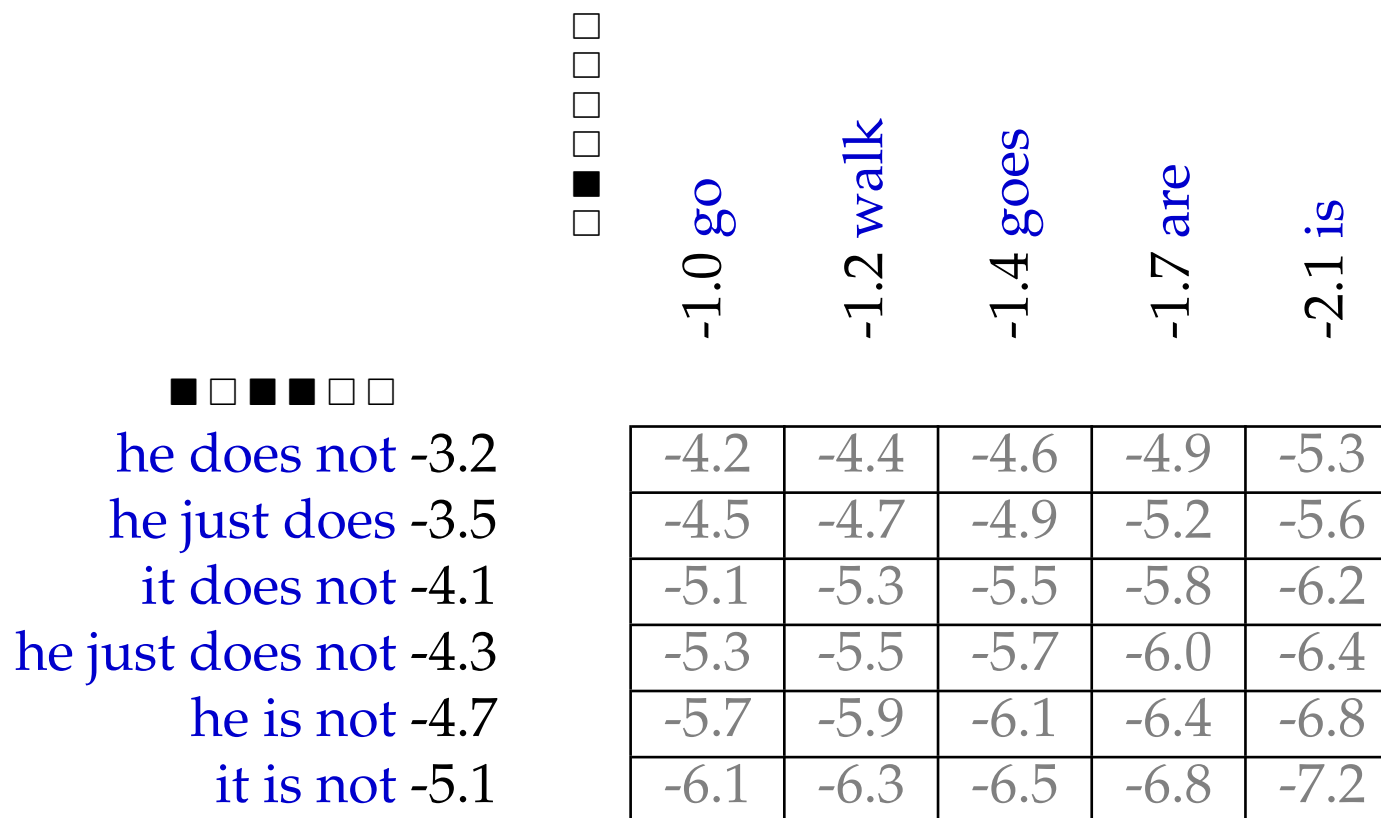 -1.0 go
-1.2 walk
-1.4 goes
-1.7 are
-2.1 is
he does not -3.2 -4.2 -4.4 -4.6 -4.9 -5.3
he just does -3.5 -4.5 -4.7 -4.9 -5.2 -5.6
it does not -4.1 -5.1 -5.3 -5.5 -5.8 -6.2
he just does not -4.3 -5.3 -5.5 -5.7 -6.0 -6.4
he is not -4.7 -5.7 -5.9 -6.1 -6.4 -6.8
it is not -5.1 -6.1 -6.3 -6.5 -6.8 -7.2